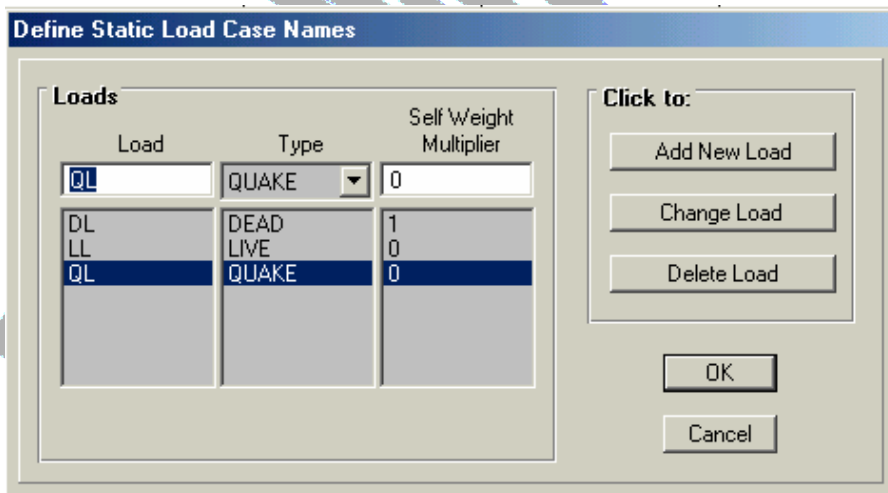 Define Static Load Case Names
Loads
Load Type Self Weight Multiplier
QL QUAKE 0
DL DEAD 1
LL LIVE 0
QL QUAKE 0
Click to:
Add New Load
Change Load
Delete Load
OK
Cancel